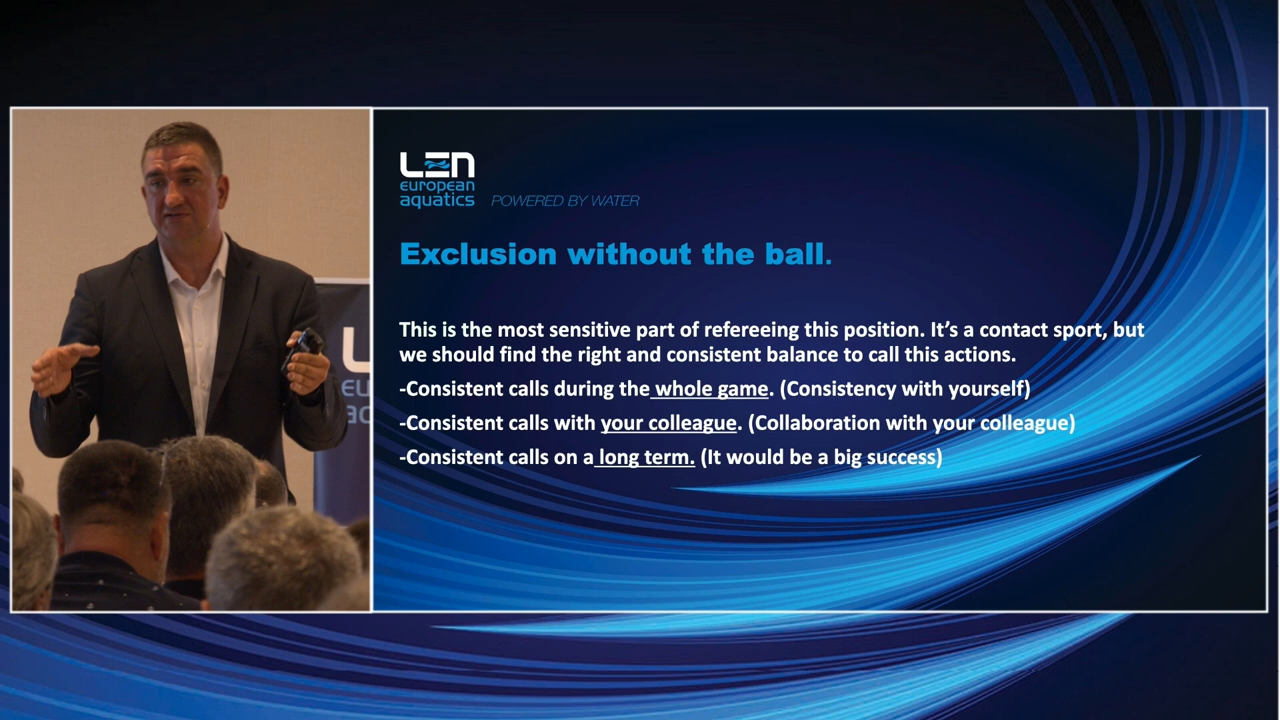 LEN
european
aquatics POWERED BY WATER
Exclusion without the ball.
This is the most sensitive part of refereeing this position. It's a contact sport, but
we should find the right and consistent balance to call this actions.
-Consistent calls during the whole game. (Consistency with yourself)
-Consistent calls with your colleague. (Collaboration with your colleague)
-Consistent calls on a long term. (It would be a big success)
L
eu
aq